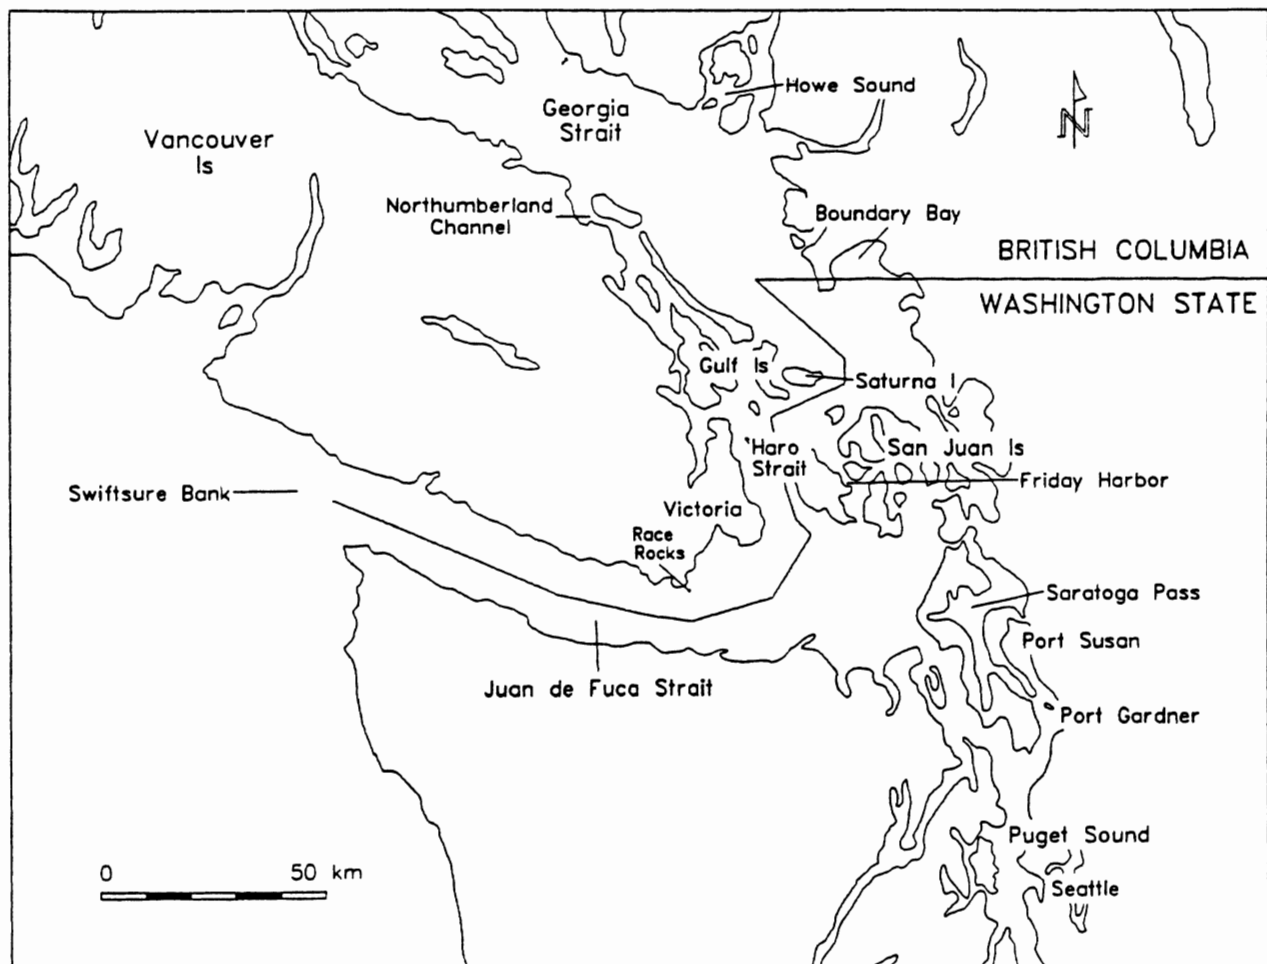 Howe Sound
Georgia
Strait
Vancouver
Is
N
Northumberland
Channel
Boundary Bay
BRITISH COLUMBIA
WASHINGTON STATE
Gulf Is
Saturna I
Haro
Strait
San Juan Is
Friday Harbor
Swiftsure Bank
Victoria
Race
Rocks
Saratoga Pass
Port Susan
Juan de Fuca Strait
Port Gardner
Puget Sound
0 50 km
Seattle